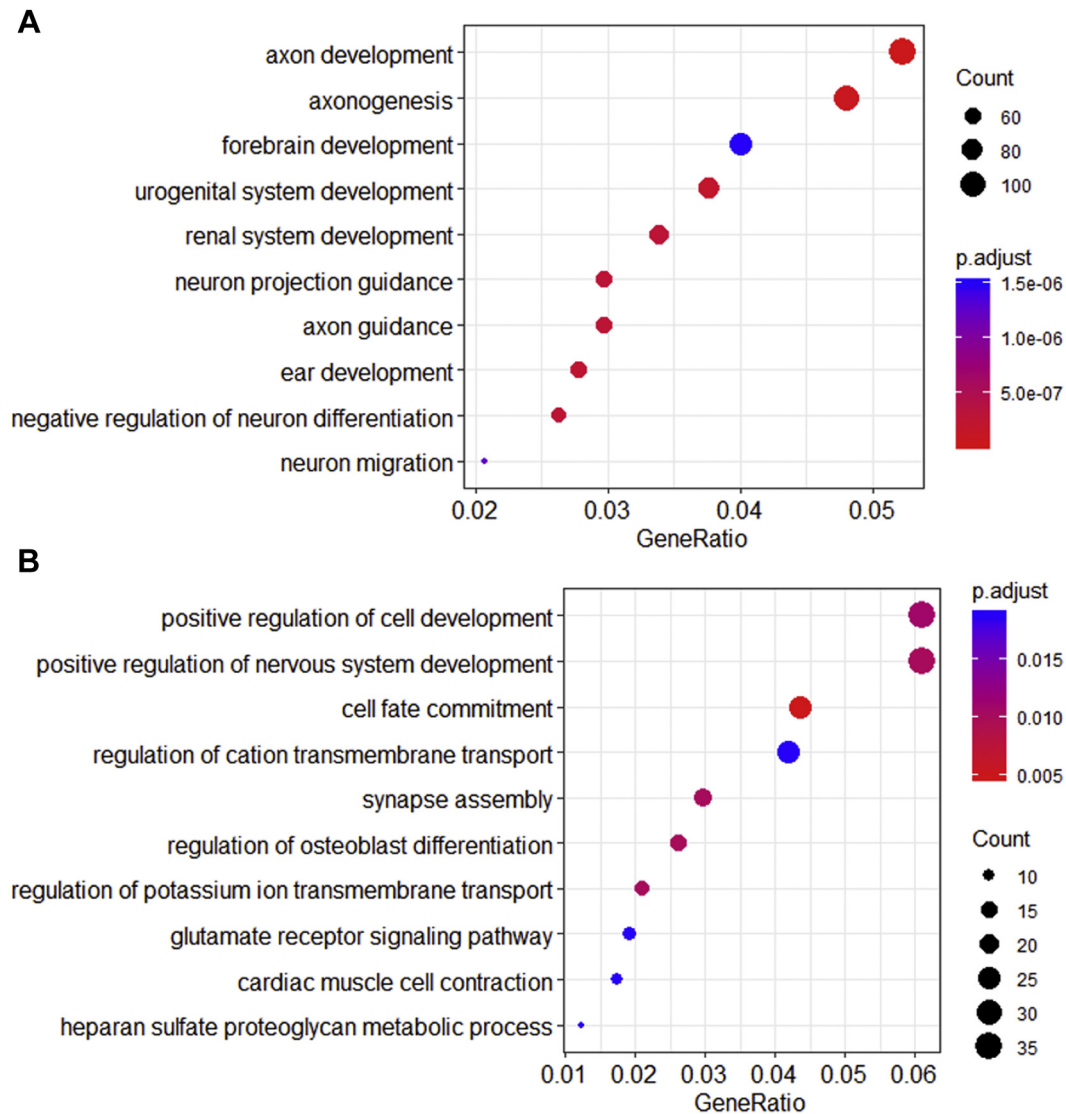 A
axon development
axonogenesis
forebrain development
urogenital system development
renal system development
neuron projection guidance
axon guidance
ear development
negative regulation of neuron differentiation
neuron migration
0.02 0.03 0.04 0.05
GeneRatio
Count
60
80
100
p.adjust
1.5e-06
1.0e-06
5.0e-07
B
positive regulation of cell development
positive regulation of nervous system development
cell fate commitment
regulation of cation transmembrane transport
synapse assembly
regulation of osteoblast differentiation
regulation of potassium ion transmembrane transport
glutamate receptor signaling pathway
cardiac muscle cell contraction
heparan sulfate proteoglycan metabolic process
0.01 0.02 0.03 0.04 0.05 0.06
GeneRatio
p.adjust
0.015
0.010
0.005
Count
10
15
20
25
30
35